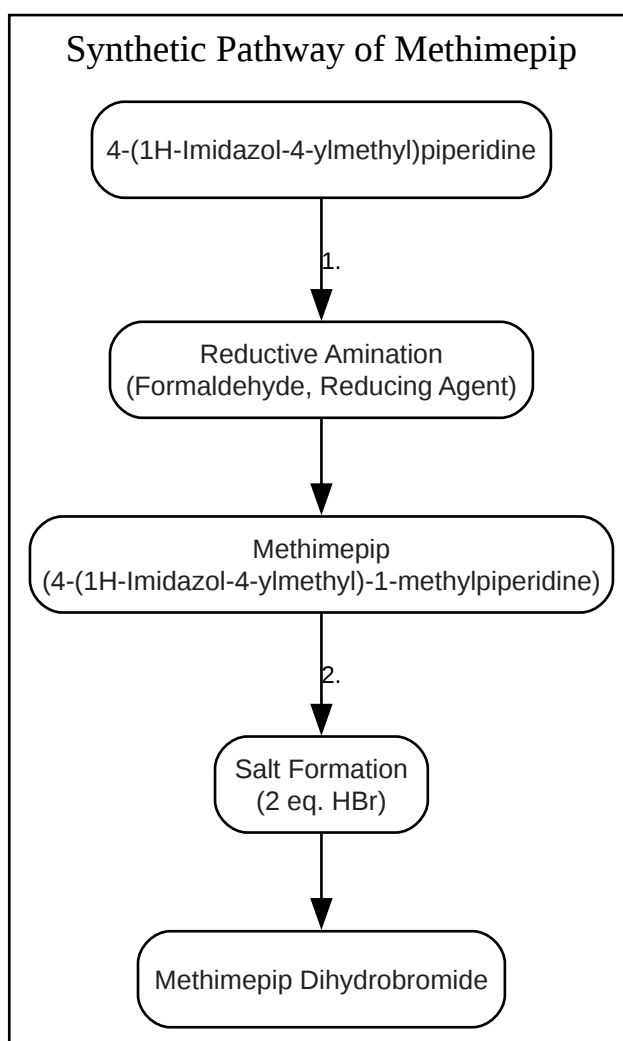 Synthetic Pathway of Methimepip
4-(1H-Imidazol-4-ylmethyl)piperidine
1.
Reductive Amination
(Formaldehyde, Reducing Agent)
Methimepip
(4-(1H-Imidazol-4-ylmethyl)-1-methylpiperidine)
2.
Salt Formation
(2 eq. HBr)
Methimepip Dihydrobromide